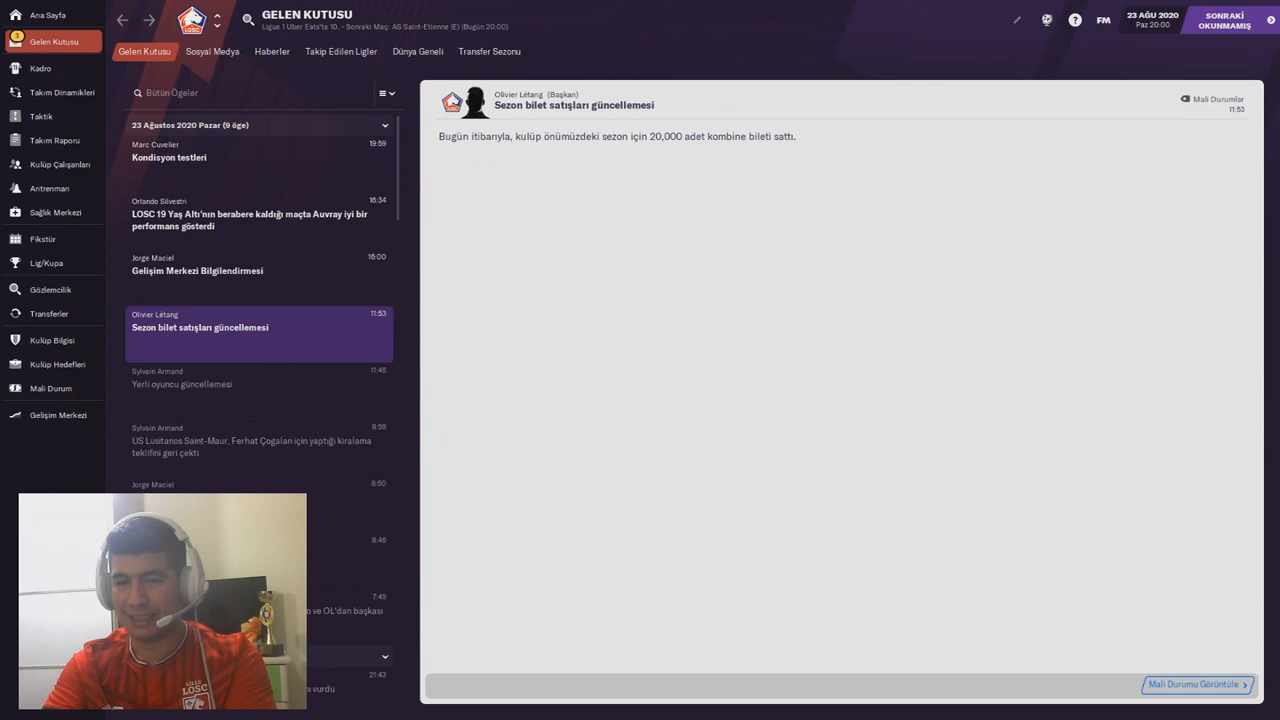 Ana Sayfa
3
Gelen Kutusu
Kadro
Takım Dinamikleri
Taktik
Takım Raporu
Kulüp Çalışanları
Antrenman
Sağlık Merkezi
Fikstür
Lig/Kupa
Gözlemcilik
Transferler
Kulüp Bilgisi
Kulüp Hedefleri
Mali Durum
Gelişim Merkezi
LOSC
GELEN KUTUSU
Ligue 1 Uber Eats'ta 10. - Sonraki Maç: AS Saint-Etienne (E) (Bugün 20:00)
FM
23 AĞU 2020
Paz 20:00
SONRAKİ
OKUNMAMIŞ
Gelen Kutusu
Sosyal Medya
Haberler
Takip Edilen Ligler
Dünya Geneli
Transfer Sezonu
Bütün Ögeler
23 Ağustos 2020 Pazar (9 öge)
Marc Cuvelier 19:59
Kondisyon testleri
Orlando Silvestri 16:34
LOSC 19 Yaş Altı'nın berabere kaldığı maçta Auvray iyi bir
performans gösterdi
Jorge Maciel 16:00
Gelişim Merkezi Bilgilendirmesi
Olivier Létang 11:53
Sezon bilet satışları güncellemesi
Sylvain Armand 11:46
Yerli oyuncu güncellemesi
Sylvain Armand 8:59
US Lusitanos Saint-Maur, Ferhat Çogalan için yaptığı kiralama
teklifini geri çekti
Jorge Maciel 8:50
8:46
7:49
o ve OL'dan başkası
21:43
nı vurdu
Olivier Létang (Başkan)
Sezon bilet satışları güncellemesi
Mali Durumlar
11:53
Bugün itibarıyla, kulüp önümüzdeki sezon için 20,000 adet kombine bileti sattı.
Mali Durumu Görüntüle
LILLE
LOSC